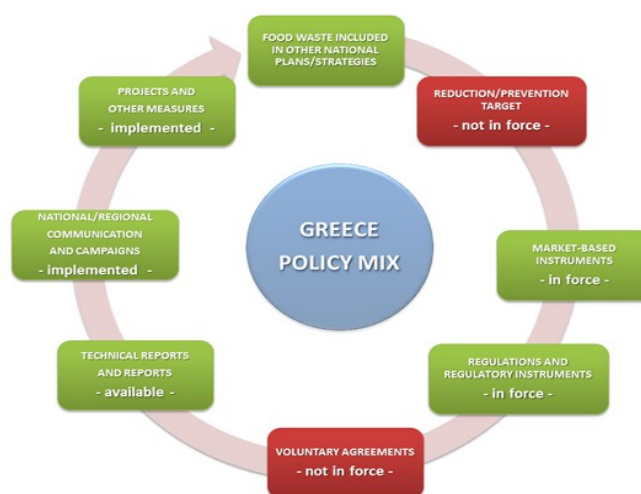 FOOD WASTE INCLUDED
IN OTHER NATIONAL
PLANS/STRATEGIES
REDUCTION/PREVENTION
TARGET
- not in force -
MARKET-BASED
INSTRUMENTS
- in force -
REGULATIONS AND
REGULATORY INSTRUMENTS
- in force -
VOLUNTARY AGREEMENTS
- not in force -
TECHNICAL REPORTS
AND REPORTS
- available -
NATIONAL/REGIONAL
COMMUNICATION
AND CAMPAIGNS
- implemented -
PROJECTS AND
OTHER MEASURES
- implemented -
GREECE
POLICY MIX